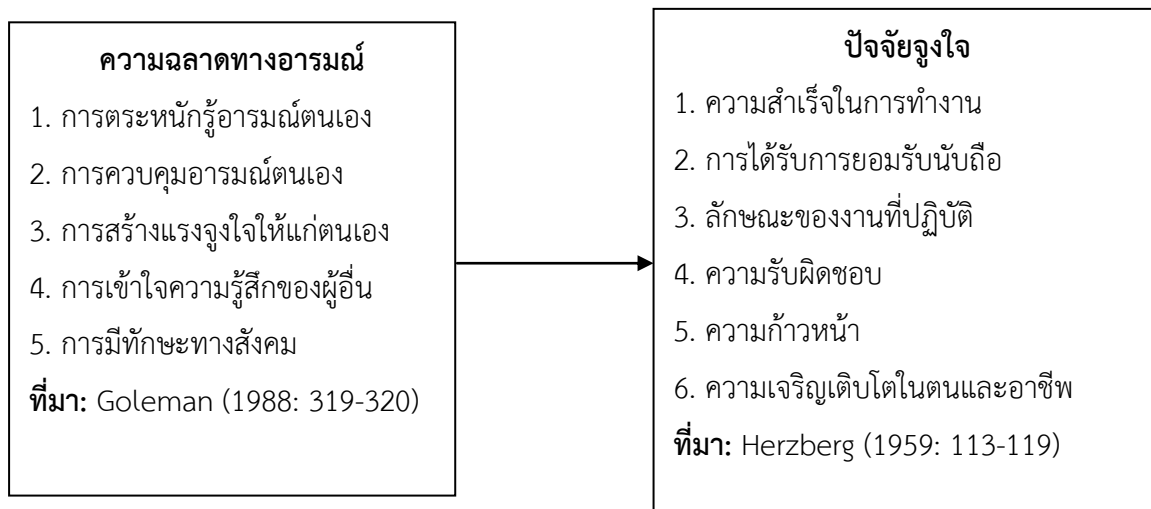 ความฉลาดทางอารมณ์
1. การตระหนักรู้อารมณ์ตนเอง
2. การควบคุมอารมณ์ตนเอง
3. การสร้างแรงจูงใจให้แก่ตนเอง
4. การเข้าใจความรู้สึกของผู้อื่น
5. การมีทักษะทางสังคม
ที่มา: Goleman (1988: 319-320)
ปัจจัยจูงใจ
1. ความสำเร็จในการทำงาน
2. การได้รับการยอมรับนับถือ
3. ลักษณะของงานที่ปฏิบัติ
4. ความรับผิดชอบ
5. ความก้าวหน้า
6. ความเจริญเติบโตในตนและอาชีพ
ที่มา: Herzberg (1959: 113-119)